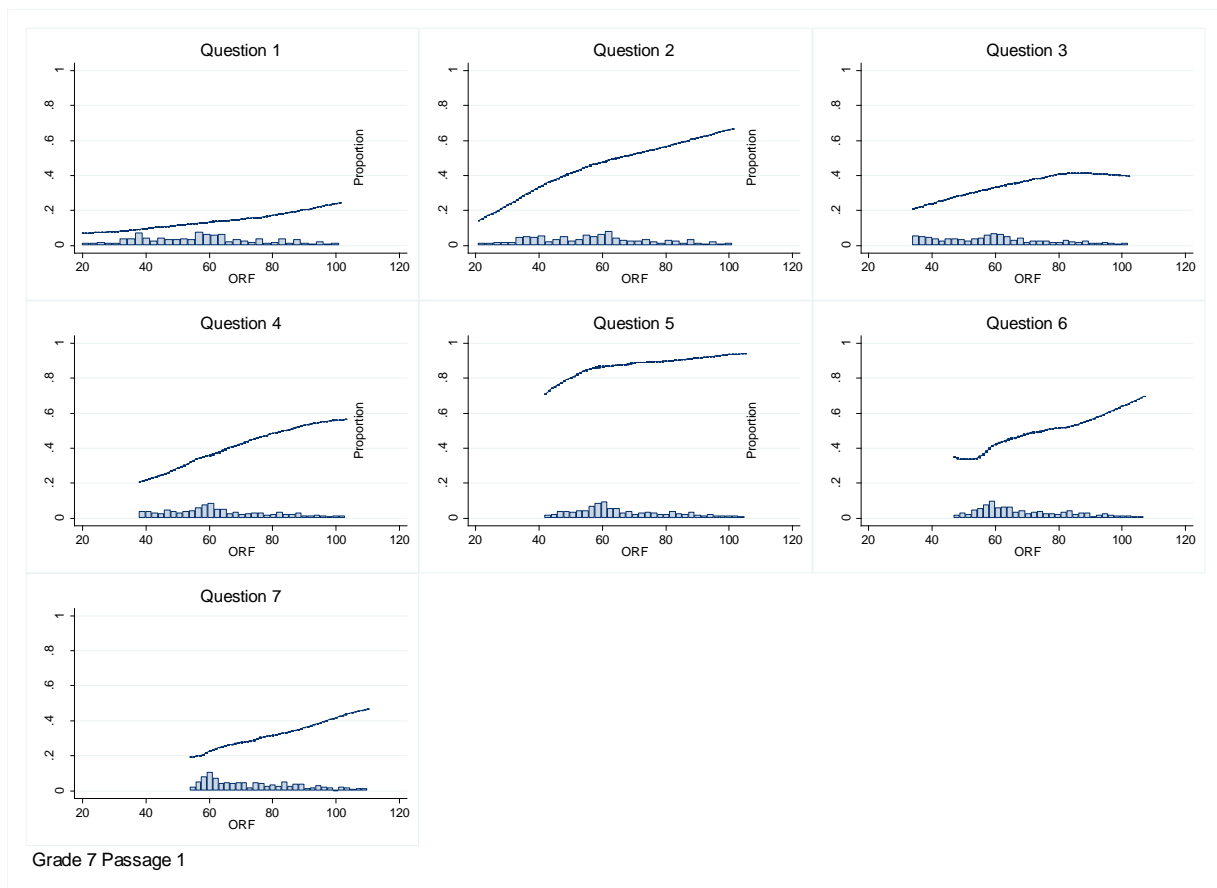 Question 1
1
.8
.6
.4
.2
0
Proportion
20 40 60 80 100 120
ORF
Question 2
1
.8
.6
.4
.2
0
Proportion
20 40 60 80 100 120
ORF
Question 3
1
.8
.6
.4
.2
0
20 40 60 80 100 120
ORF
Question 4
1
.8
.6
.4
.2
0
Proportion
20 40 60 80 100 120
ORF
Question 5
1
.8
.6
.4
.2
0
Proportion
20 40 60 80 100 120
ORF
Question 6
1
.8
.6
.4
.2
0
20 40 60 80 100 120
ORF
Question 7
1
.8
.6
.4
.2
0
20 40 60 80 100 120
ORF
Grade 7 Passage 1